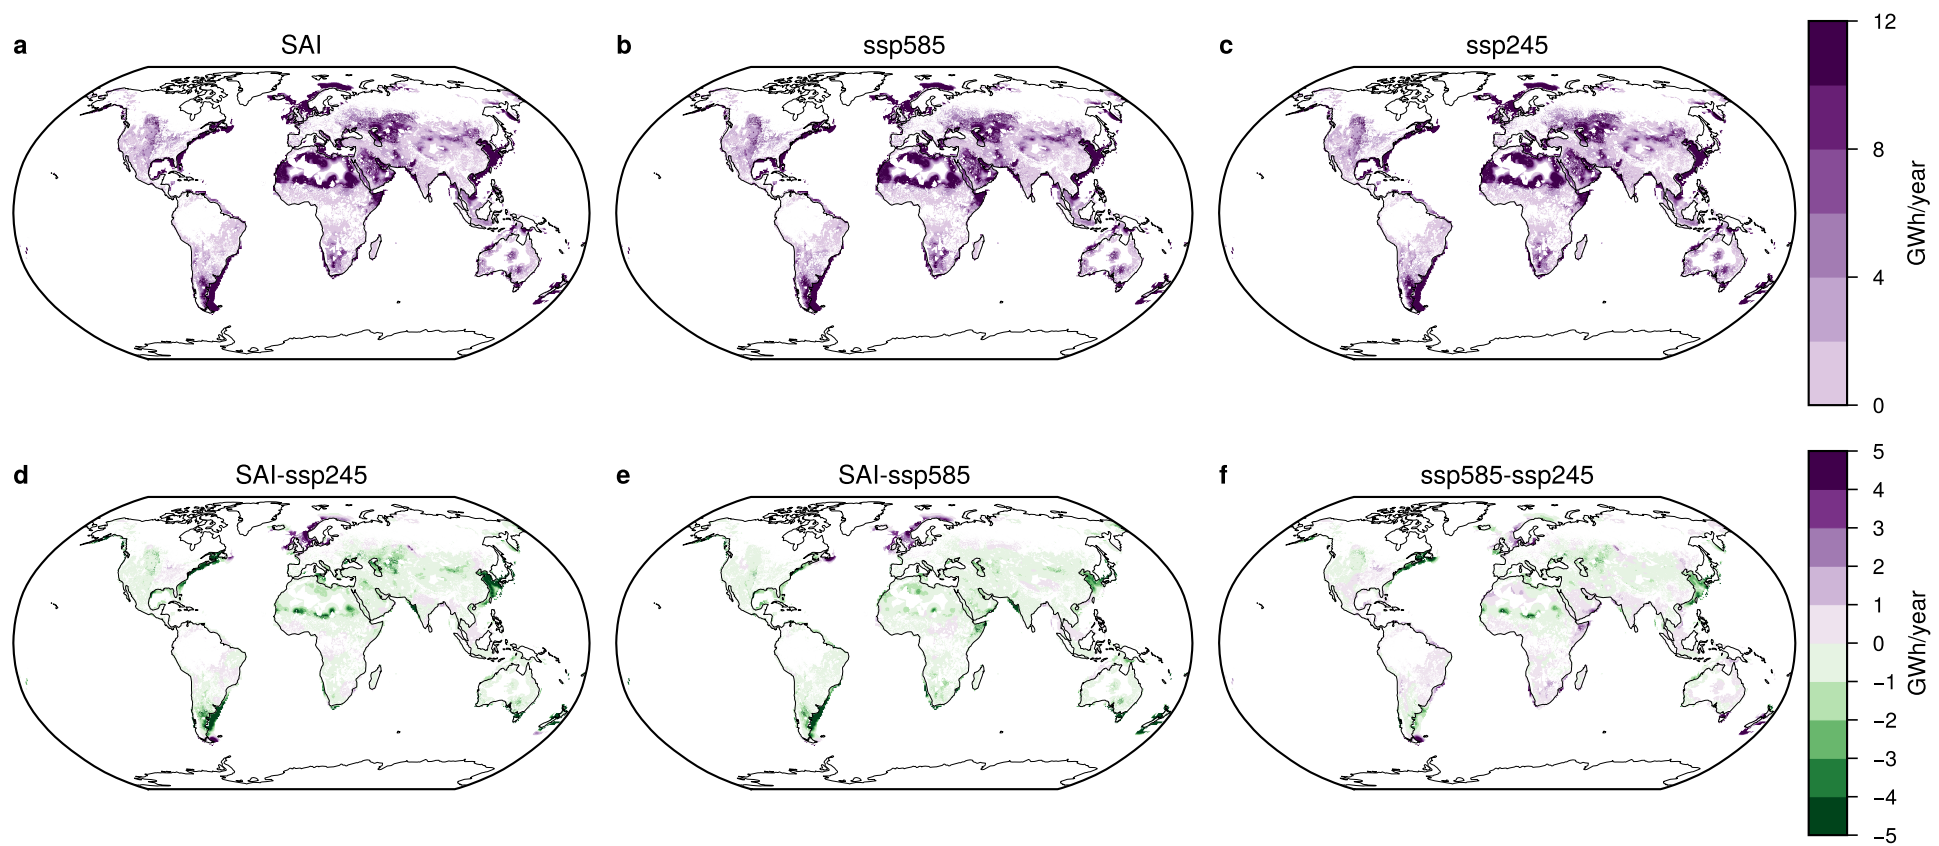 a SAI
b ssp585
c ssp245
12
8
4
0
GWh/year
d SAI-ssp245
e SAI-ssp585
f ssp585-ssp245
5
4
3
2
1
0
−1
−2
−3
−4
−5
GWh/year